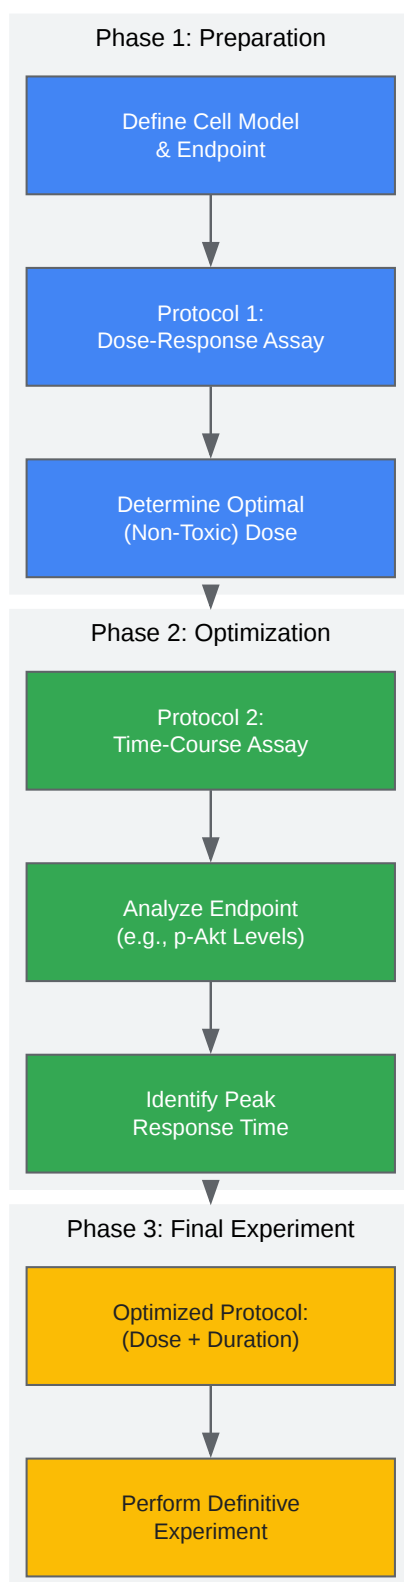 Phase 1: Preparation
Define Cell Model
& Endpoint
Protocol 1:
Dose-Response Assay
Determine Optimal
(Non-Toxic) Dose
Phase 2: Optimization
Protocol 2:
Time-Course Assay
Analyze Endpoint
(e.g., p-Akt Levels)
Identify Peak
Response Time
Phase 3: Final Experiment
Optimized Protocol:
(Dose + Duration)
Perform Definitive
Experiment